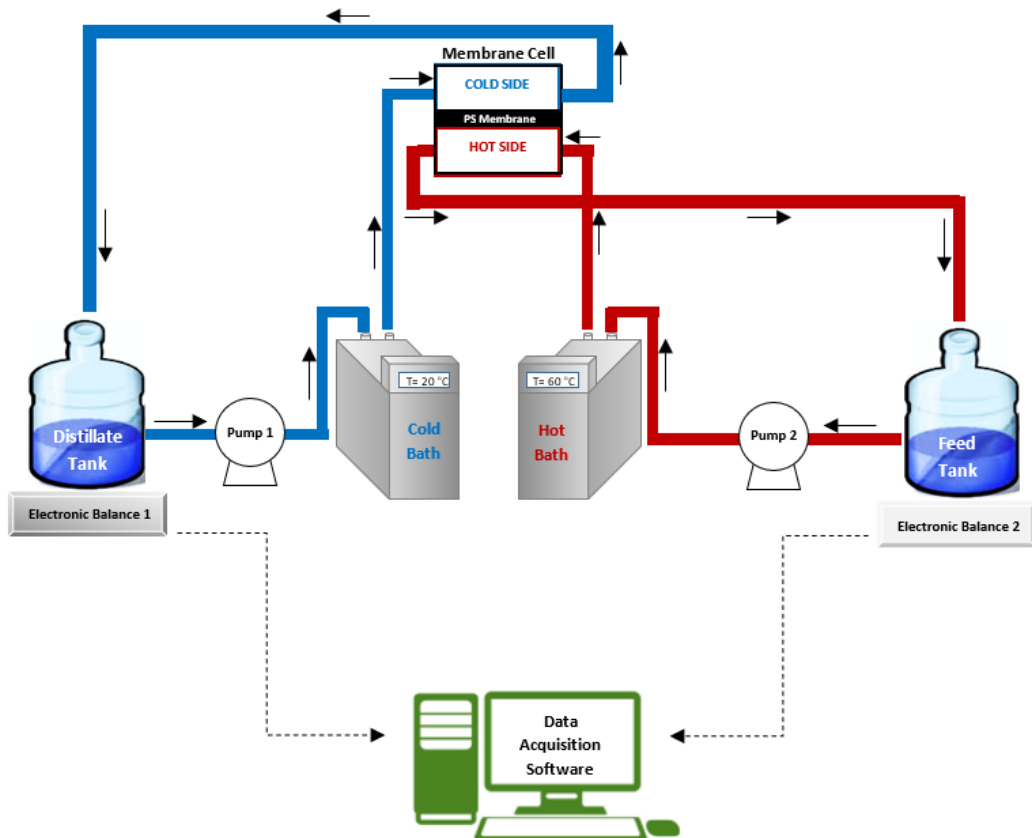 Membrane Cell
COLD SIDE
PS Membrane
HOT SIDE
T= 20 °C
T= 60 °C
Distillate
Tank
Pump 1
Cold
Bath
Hot
Bath
Pump 2
Feed
Tank
Electronic Balance 1
Electronic Balance 2
Data
Acquisition
Software